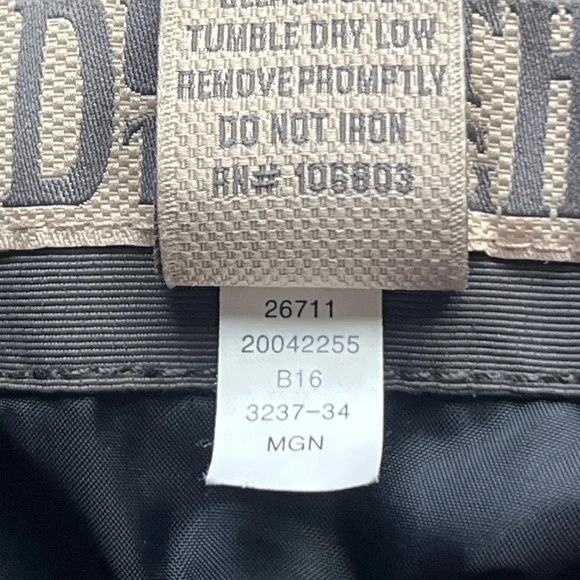 TUMBLE DRY LOW
REMOVE PROMPTLY
DO NOT IRON
RN# 106803
26711
20042255
B16
3237-34
MGN